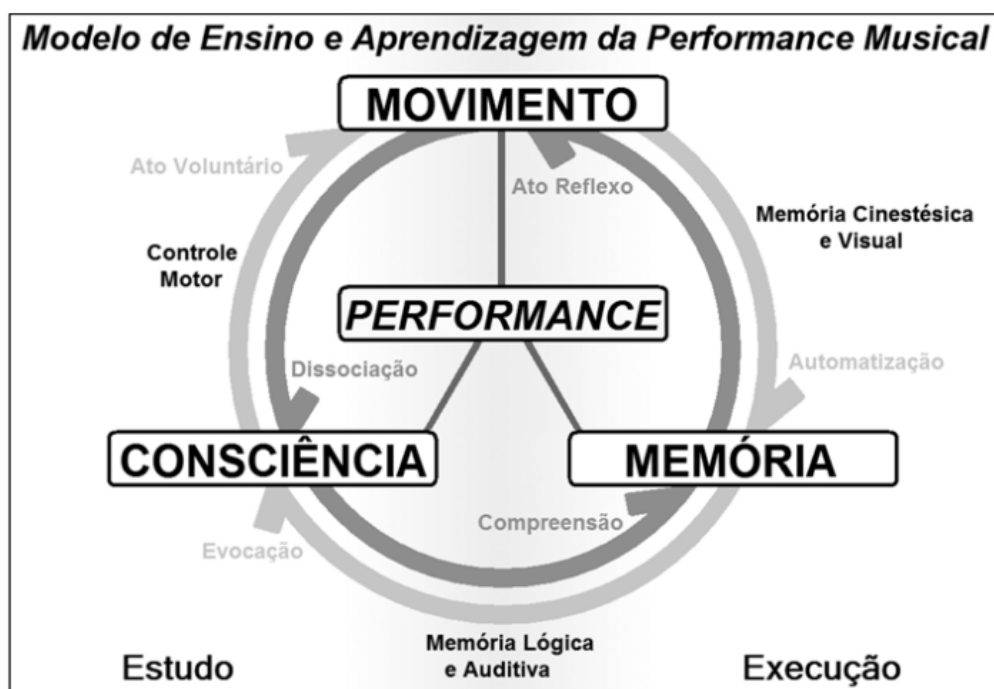 Modelo de Ensino e Aprendizagem da Performance Musical
MOVIMENTO
Ato Voluntário
Ato Reflexo
Memória Cinestésica
e Visual
Controle
Motor
PERFORMANCE
Dissociação
Automatização
CONSCIÊNCIA
MEMÓRIA
Compreensão
Evocação
Memória Lógica
e Auditiva
Estudo
Execução